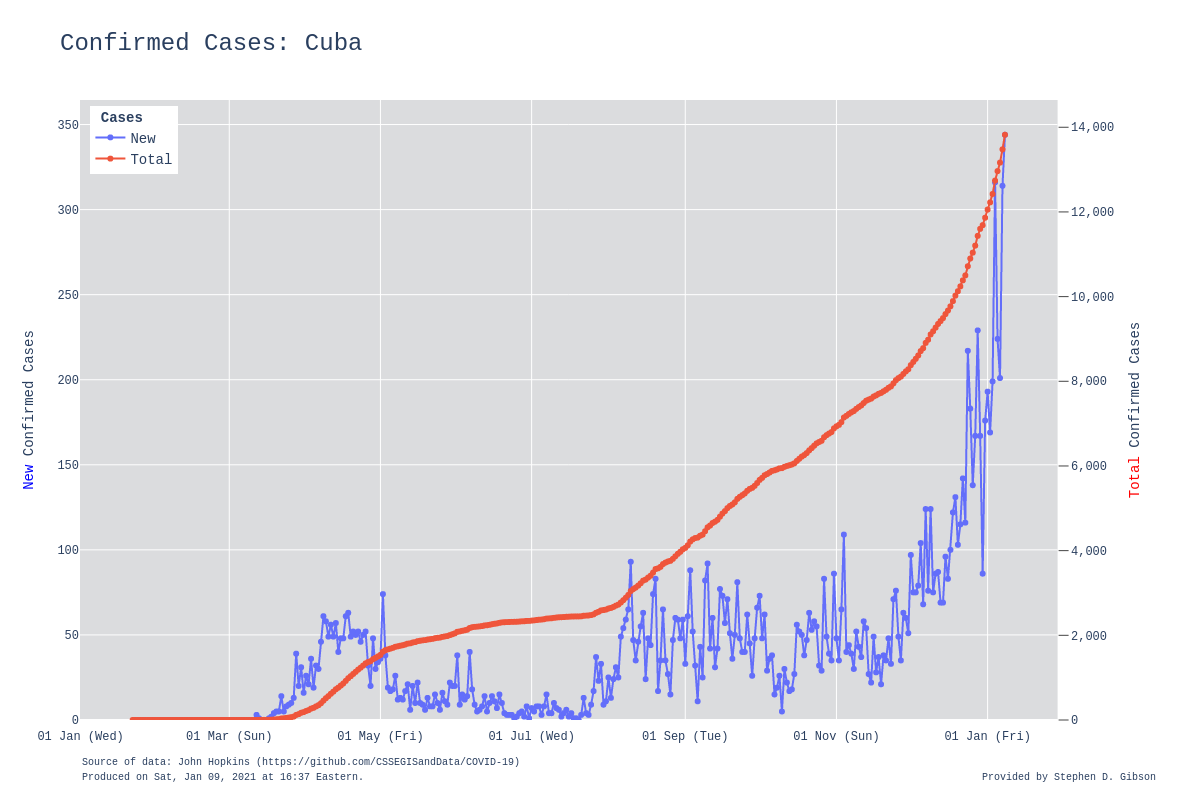 Confirmed Cases: Cuba
Cases
New
Total
350
300
250
200
150
100
50
0
14,000
12,000
10,000
8,000
6,000
4,000
2,000
0
New Confirmed Cases
Total Confirmed Cases
01 Jan (Wed) 01 Mar (Sun) 01 May (Fri) 01 Jul (Wed) 01 Sep (Tue) 01 Nov (Sun) 01 Jan (Fri)
Source of data: John Hopkins (https://github.com/CSSEGISandData/COVID-19)
Produced on Sat, Jan 09, 2021 at 16:37 Eastern.
Provided by Stephen D. Gibson